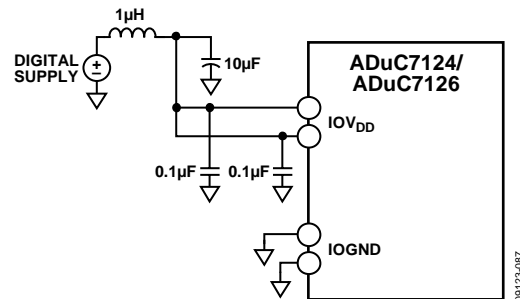 1µH
DIGITAL
SUPPLY
+
–
10µF
ADuC7124/
ADuC7126
IOVDD
0.1µF 0.1µF
IOGND
09123-087